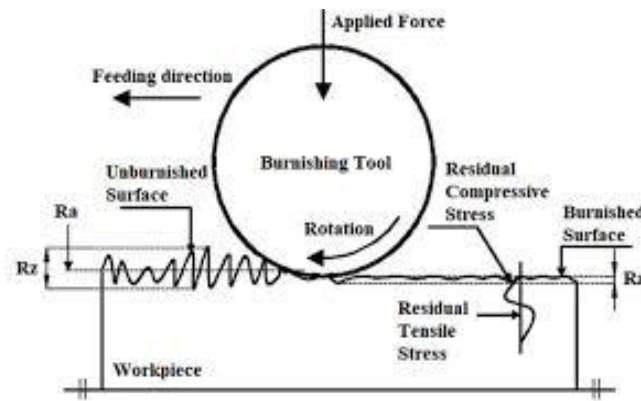 Applied Force
Feeding direction
Burnishing Tool
Unburnished
Surface
Residual
Compressive
Stress
Burnished
Surface
Ra
Rotation
Rz
Residual
Tensile
Stress
Workpiece